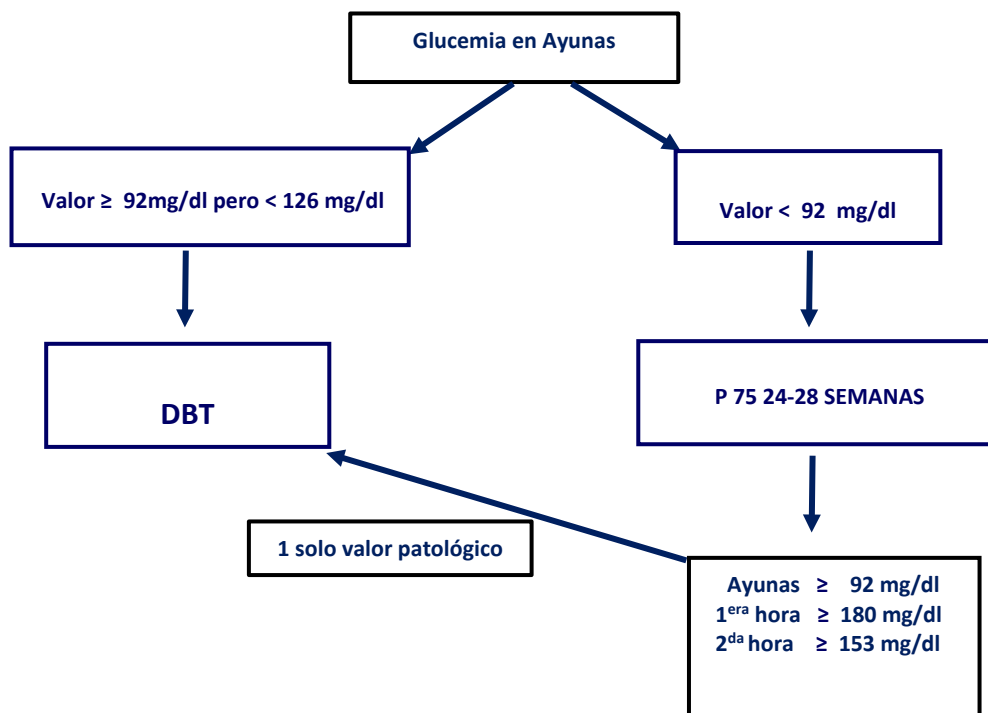 Glucemia en Ayunas
Valor ≥ 92mg/dl pero < 126 mg/dl
Valor < 92 mg/dl
DBT
P 75 24-28 SEMANAS
1 solo valor patológico
Ayunas ≥ 92 mg/dl
1era hora ≥ 180 mg/dl
2da hora ≥ 153 mg/dl